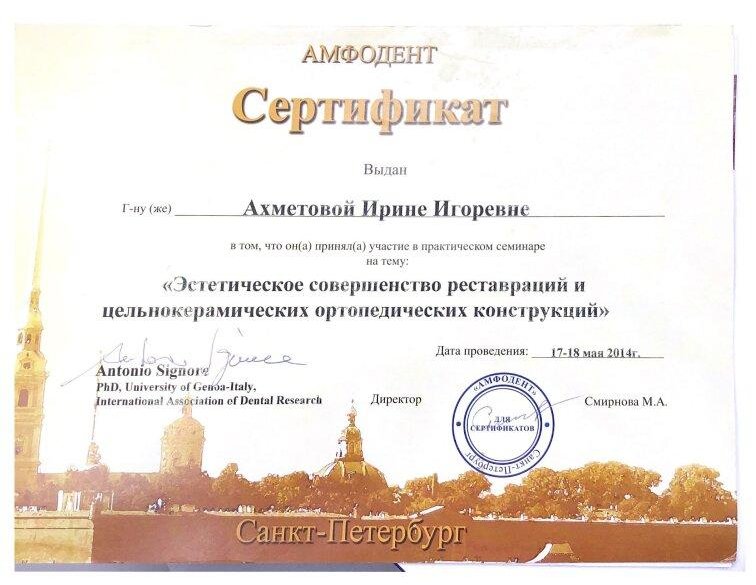 АМФОДЕНТ
Сертификат
Выдан
Г-ну (же) Ахметовой Ирине Игоревне
в том, что он(а) принял(а) участие в практическом семинаре
на тему:
«Эстетическое совершенство реставраций и
цельнокерамических ортопедических конструкций»
Дата проведения: 17-18 мая 2014г.
Antonio Signore
PhD, University of Genoa-Italy,
International Association of Dental Research
Директор
«АМФОДЕНТ»
ДЛЯ
СЕРТИФИКАТОВ
Санкт-Петербург
Смирнова М.А.
Санкт-Петербург